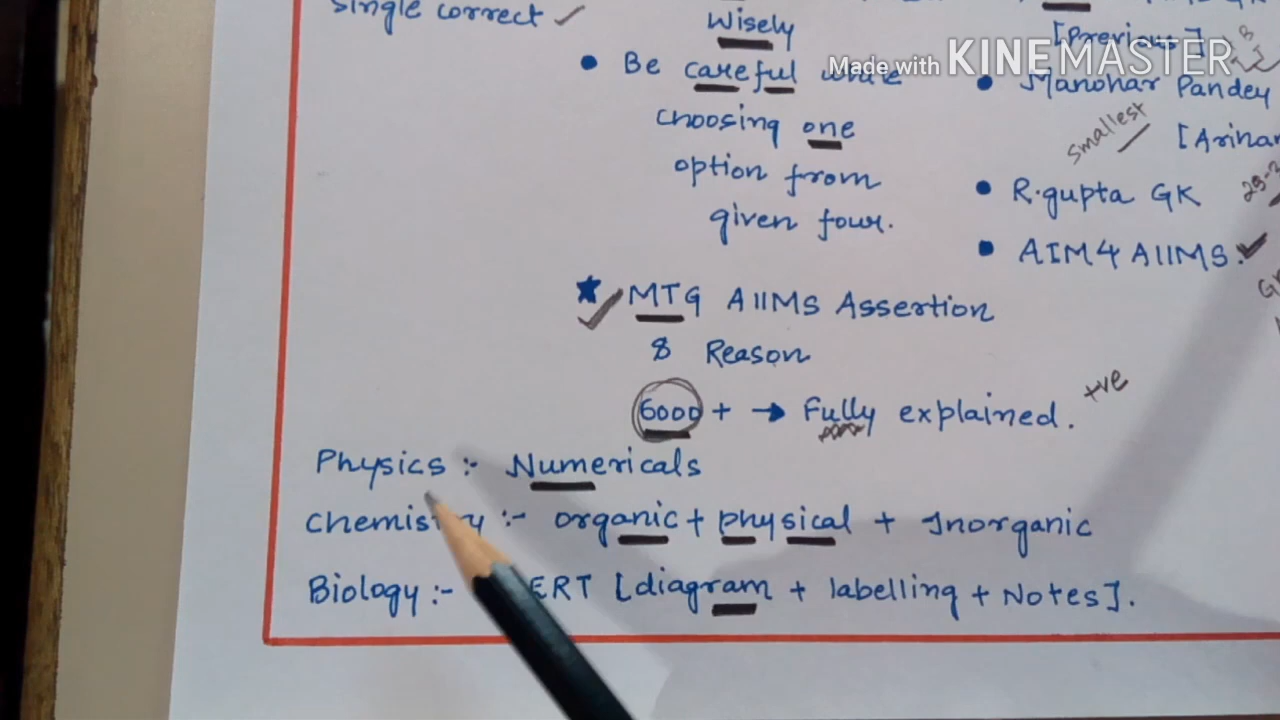 single correct
Wisely
• Be careful while
choosing one
option from
given four.
[Previous]
• Manohar Pandey
smallest
• R.gupta GK
• AIM4 AIIMS.
★ MTG AIIMS Assertion
& Reason
6000 + → Fully explained. +ve
Physics :- Numericals
Chemistry :- organic + physical + Inorganic
Biology :- [diagram + labelling + Notes].
Made with KINEMASTER